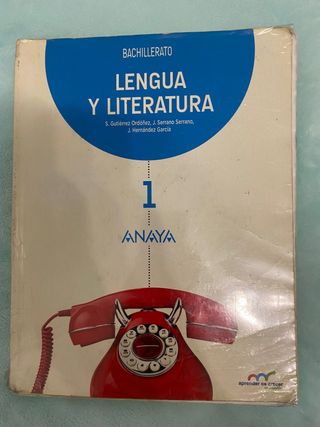 BACHILLERATO
LENGUA
Y LITERATURA
S. Gutiérrez Ordóñez, J. Serrano Serrano,
J. Hernández García
1
ANAYA
aprender es crecer